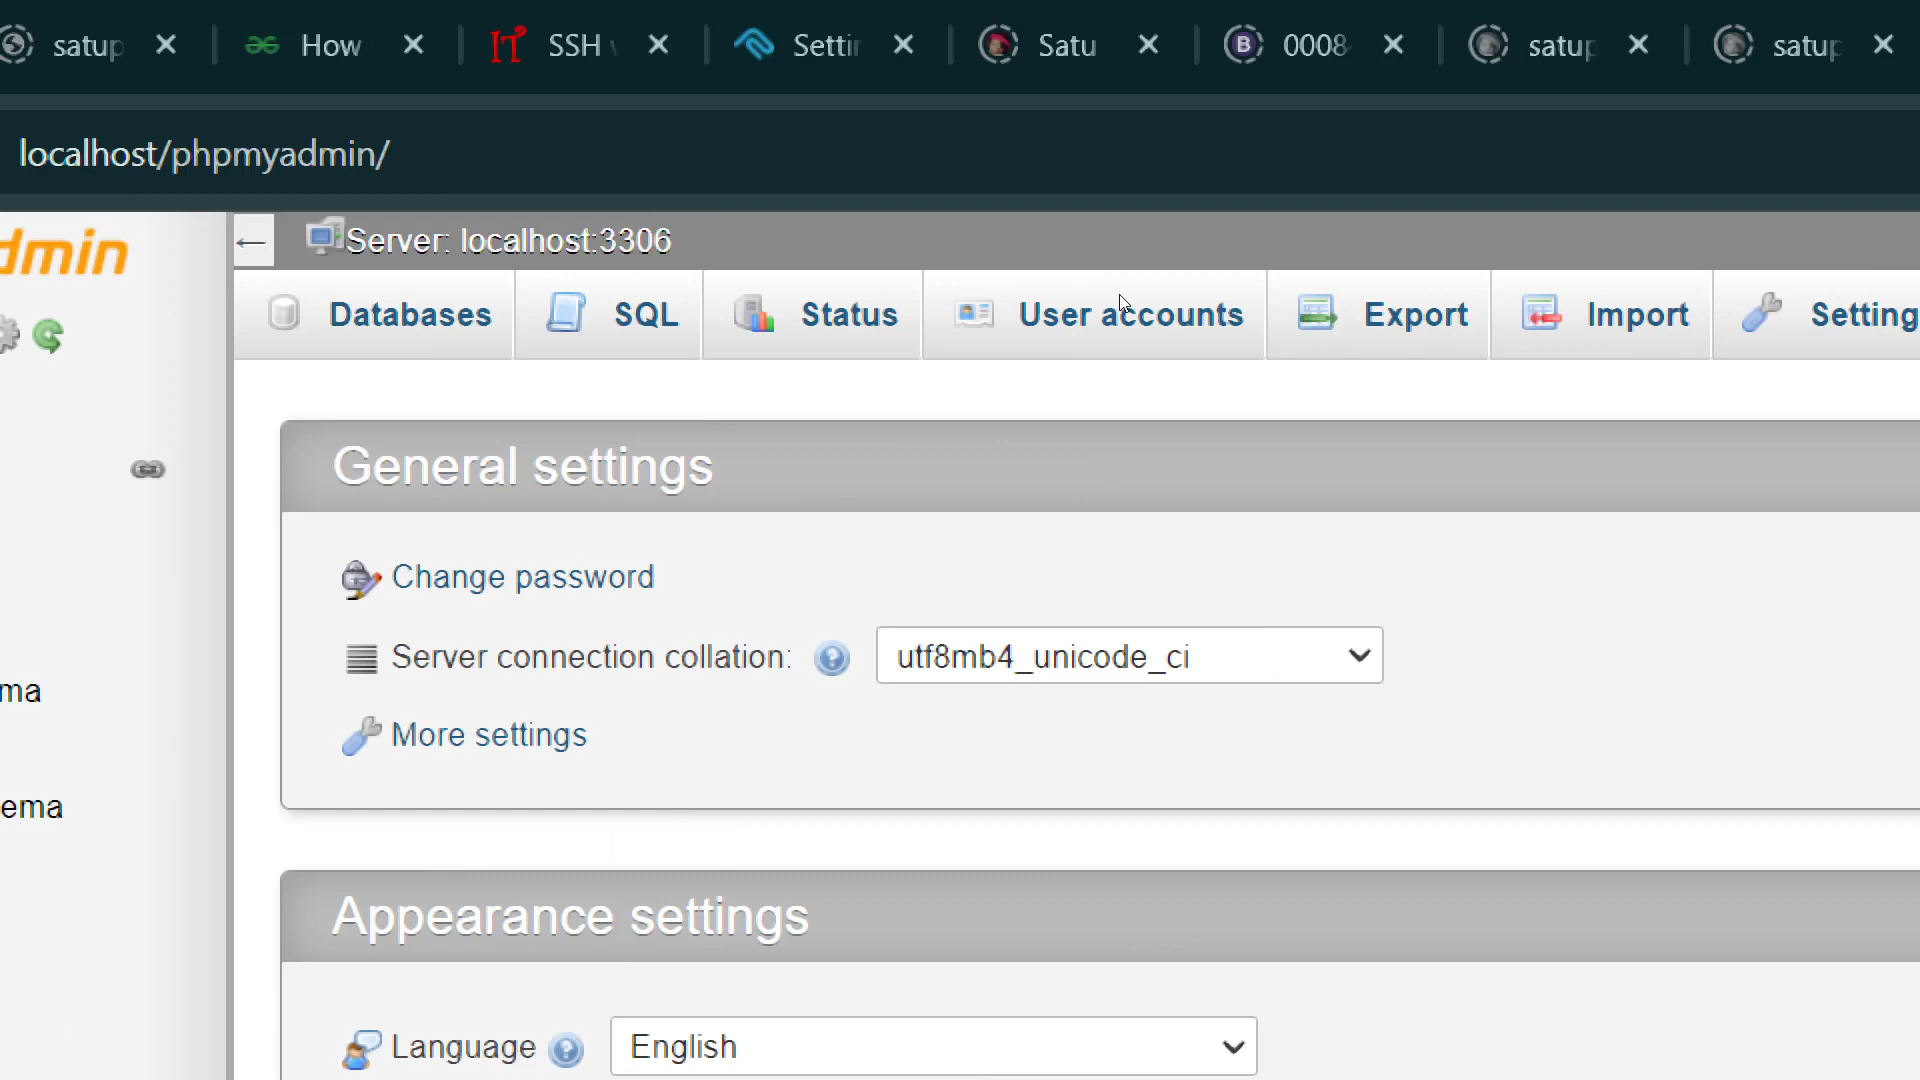 satup How SSH Settin Satu 0008 satup satup
localhost/phpmyadmin/
dmin
Server: localhost:3306
Databases SQL Status User accounts Export Import Setting
General settings
Change password
Server connection collation: utf8mb4_unicode_ci
More settings
ma
ema
Appearance settings
Language English